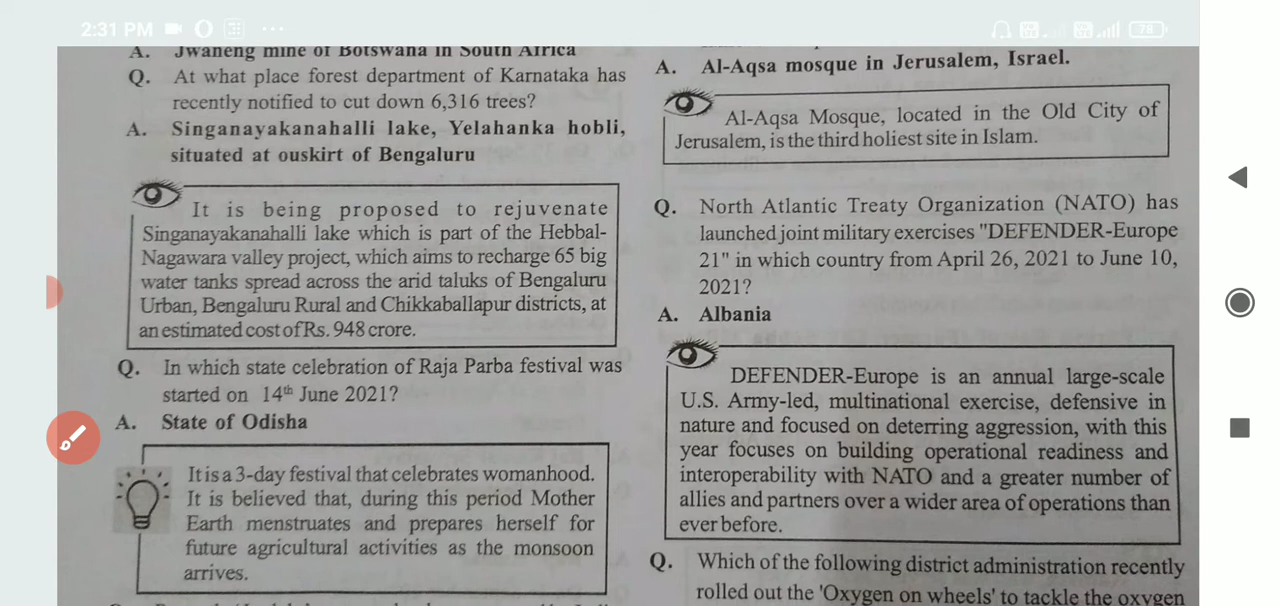 2:31 PM
78
A. Jwaneng mine of Botswana in South Africa
Q. At what place forest department of Karnataka has
recently notified to cut down 6,316 trees?
A. Singanayakanahalli lake, Yelahanka hobli,
situated at ouskirt of Bengaluru
It is being proposed to rejuvenate
Singanayakanahalli lake which is part of the Hebbal-
Nagawara valley project, which aims to recharge 65 big
water tanks spread across the arid taluks of Bengaluru
Urban, Bengaluru Rural and Chikkaballapur districts, at
an estimated cost of Rs. 948 crore.
Q. In which state celebration of Raja Parba festival was
started on 14th June 2021?
A. State of Odisha
It is a 3-day festival that celebrates womanhood.
It is believed that, during this period Mother
Earth menstruates and prepares herself for
future agricultural activities as the monsoon
arrives.
A. Al-Aqsa mosque in Jerusalem, Israel.
Al-Aqsa Mosque, located in the Old City of
Jerusalem, is the third holiest site in Islam.
Q. North Atlantic Treaty Organization (NATO) has
launched joint military exercises "DEFENDER-Europe
21" in which country from April 26, 2021 to June 10,
2021?
A. Albania
DEFENDER-Europe is an annual large-scale
U.S. Army-led, multinational exercise, defensive in
nature and focused on deterring aggression, with this
year focuses on building operational readiness and
interoperability with NATO and a greater number of
allies and partners over a wider area of operations than
ever before.
Q. Which of the following district administration recently
rolled out the 'Oxygen on wheels' to tackle the oxygen